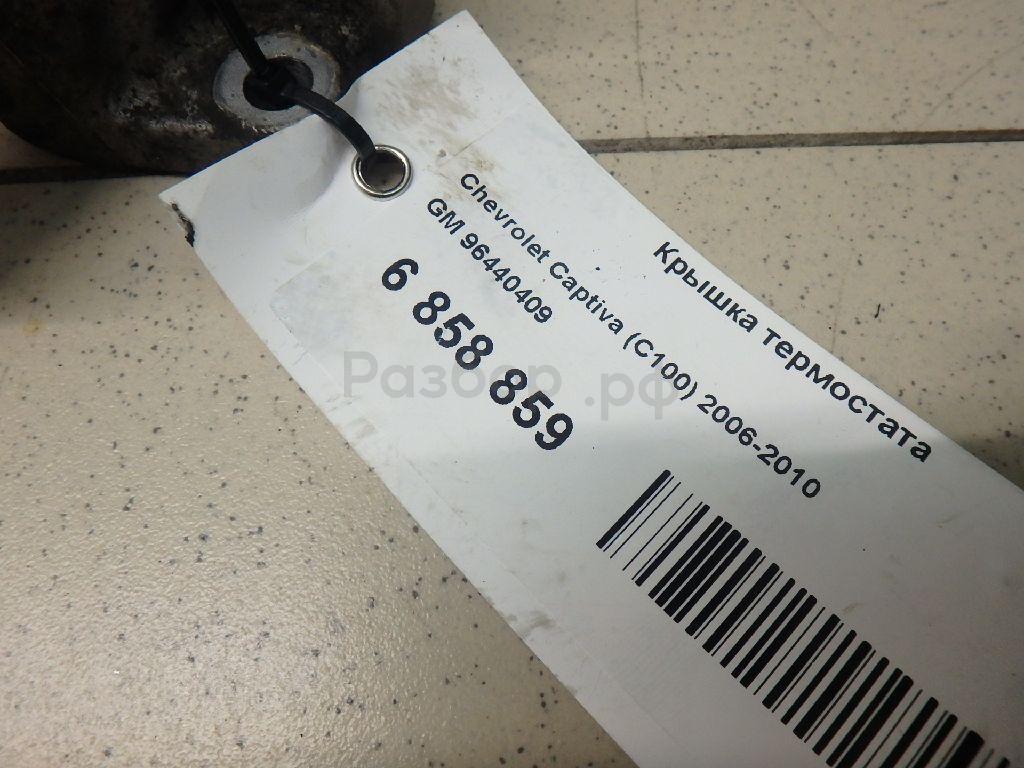 Крышка термостата
Chevrolet Captiva (C100) 2006-2010
GM 96440409
6 858 859
Разбор.рф